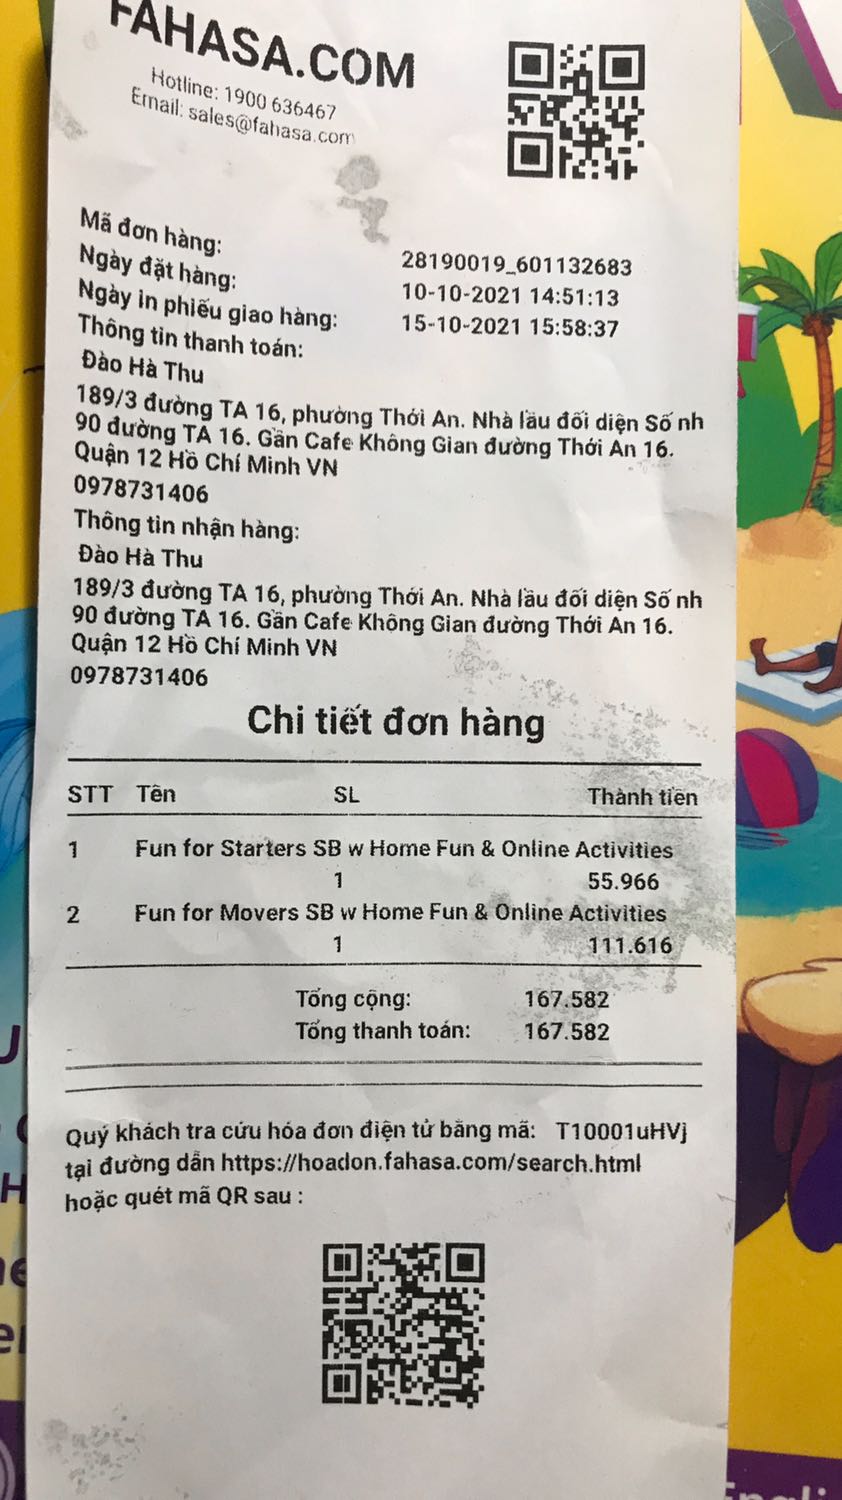 FAHASA.COM
Hotline: 1900 636467
Email: sales@fahasa.com
Mã đơn hàng: 28190019_601132683
Ngày đặt hàng: 10-10-2021 14:51:13
Ngày in phiếu giao hàng: 15-10-2021 15:58:37
Thông tin thanh toán:
Đào Hà Thu
189/3 đường TA 16, phường Thới An. Nhà lầu đối diện Số nh
90 đường TA 16. Gần Cafe Không Gian đường Thới An 16.
Quận 12 Hồ Chí Minh VN
0978731406
Thông tin nhận hàng:
Đào Hà Thu
189/3 đường TA 16, phường Thới An. Nhà lầu đối diện Số nh
90 đường TA 16. Gần Cafe Không Gian đường Thới An 16.
Quận 12 Hồ Chí Minh VN
0978731406
Chi tiết đơn hàng
STT Tên SL Thành tiền
1 Fun for Starters SB w Home Fun & Online Activities
1 55.966
2 Fun for Movers SB w Home Fun & Online Activities
1 111.616
Tổng cộng: 167.582
Tổng thanh toán: 167.582
Quý khách tra cứu hóa đơn điện tử bằng mã: T10001uHVj
tại đường dẫn https://hoadon.fahasa.com/search.html
hoặc quét mã QR sau :